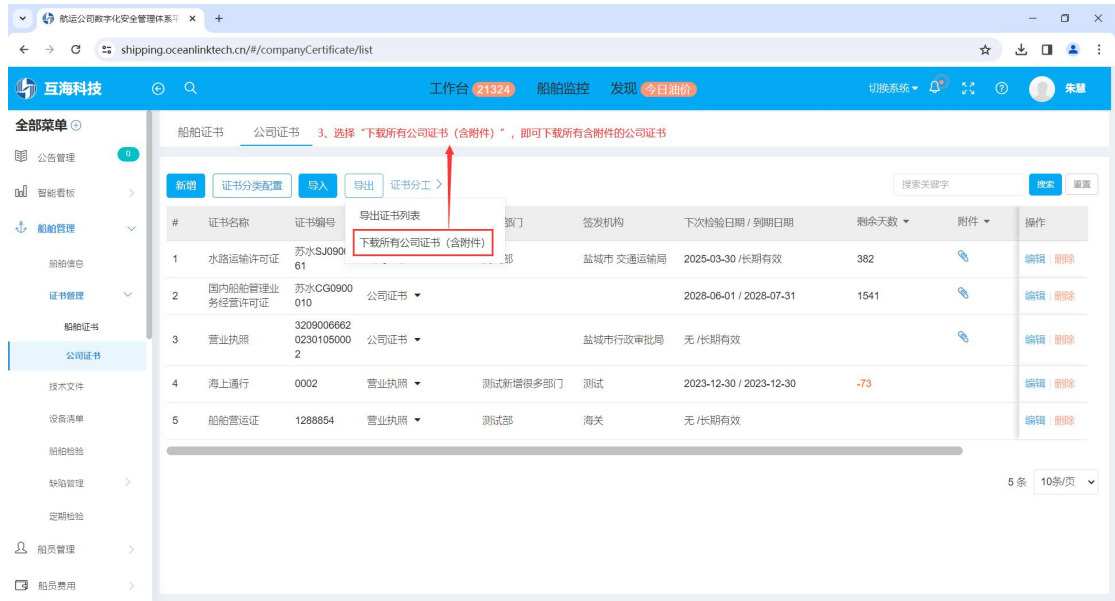 航运公司数字化安全管理体系平
shipping.oceanlinktech.cn/#/companyCertificate/list
互海科技
工作台 21324 船舶监控 发现 今日油价
切换系统 朱慧
全部菜单
公告管理 0
智能看板
船舶管理
船舶信息
证书管理
船舶证书
公司证书
技术文件
设备清单
船舶检验
缺陷管理
定期检验
船员管理
船员费用
船舶证书 公司证书 3、选择“下载所有公司证书（含附件）”，即可下载所有含附件的公司证书
新增 证书分类配置 导入 导出 证书分工 搜索关键字 搜索 重置
导出证书列表
下载所有公司证书（含附件）
# 证书名称 证书编号 部门 签发机构 下次检验日期 / 到期日期 剩余天数 附件 操作
1 水路运输许可证 苏水SJ090 61 部 盐城市 交通运输局 2025-03-30 /长期有效 382 编辑 删除
2 国内船舶管理业务经营许可证 苏水CG0900010 公司证书 2028-06-01 / 2028-07-31 1541 编辑 删除
3 营业执照 320900666202301050002 公司证书 盐城市行政审批局 无 /长期有效 编辑 删除
4 海上通行 0002 营业执照 测试新增很多部门 测试 2023-12-30 / 2023-12-30 -73 编辑 删除
5 船舶营运证 1288854 营业执照 测试部 海关 无 /长期有效 编辑 删除
5 条 10条/页